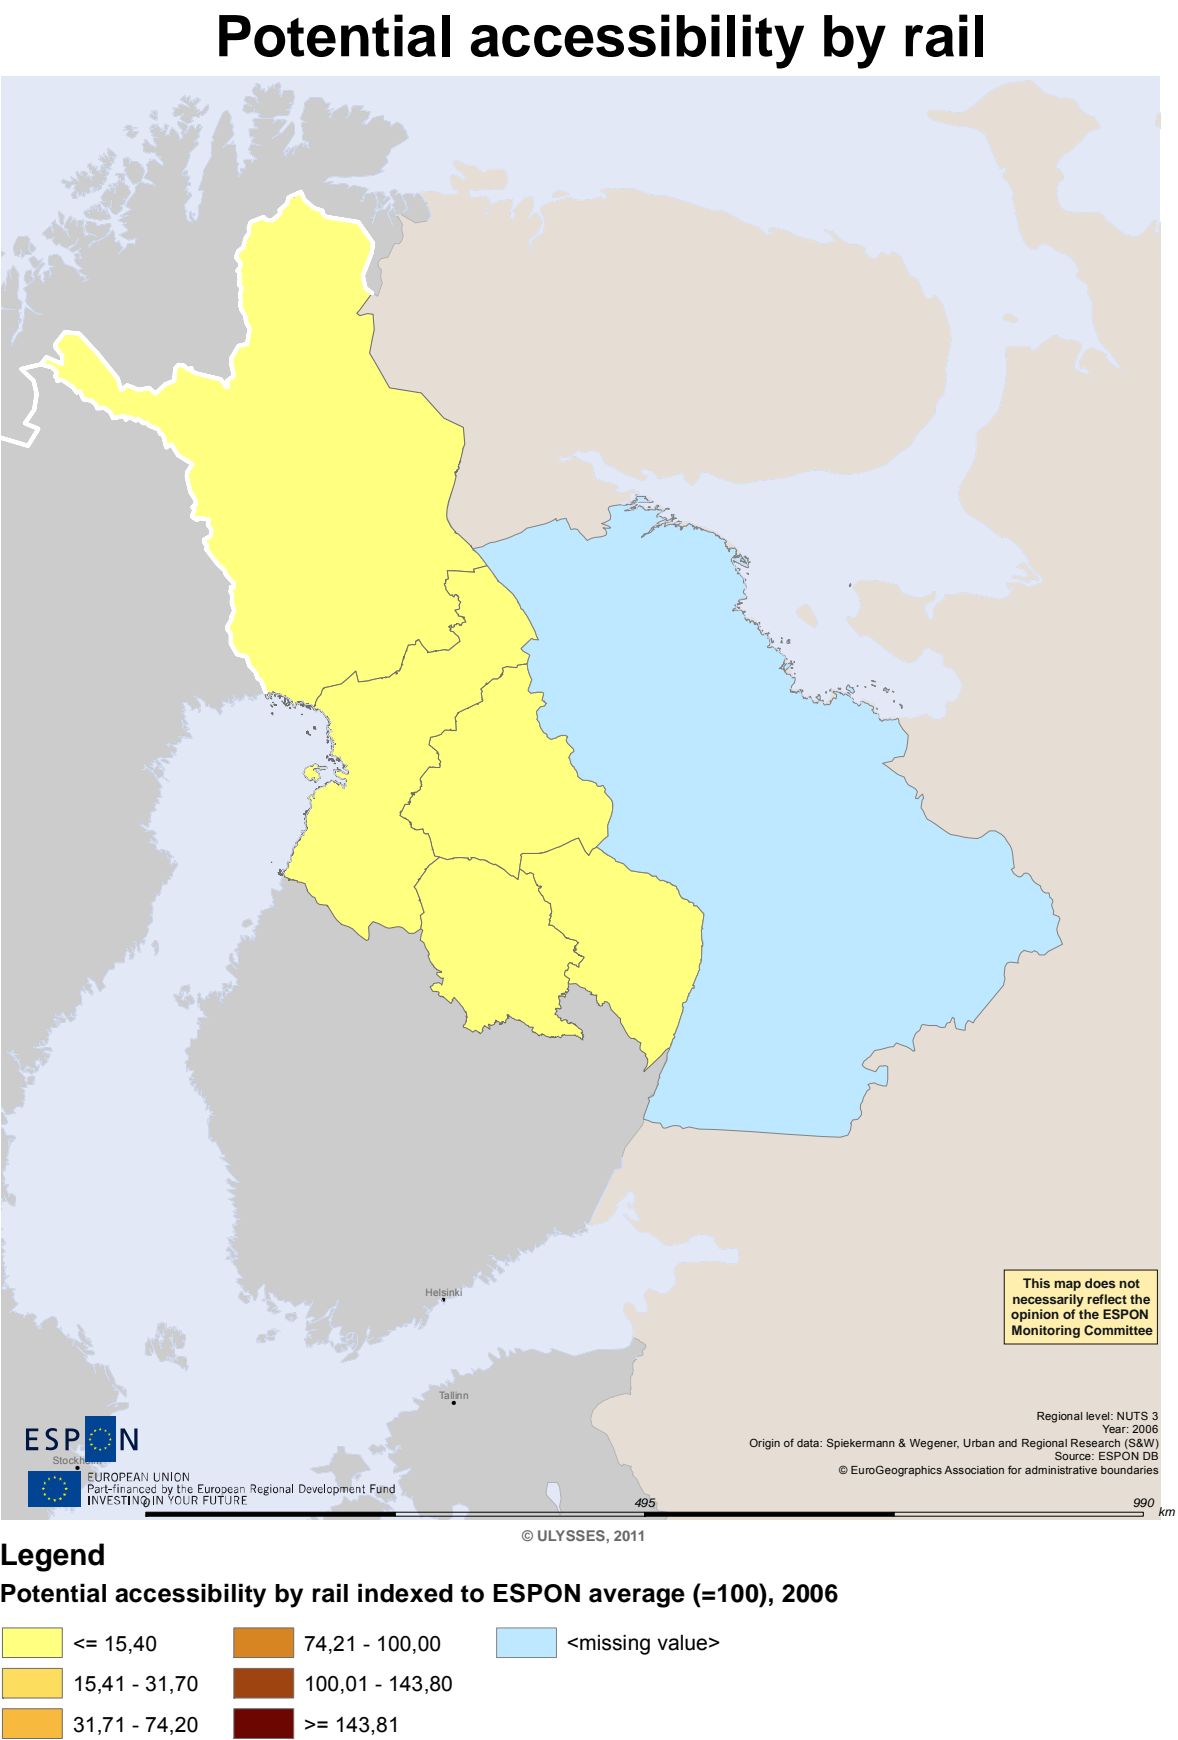 Potential accessibility by rail
Helsinki
Tallinn
This map does not
necessarily reflect the
opinion of the ESPON
Monitoring Committee
Regional level: NUTS 3
Year: 2006
Origin of data: Spiekermann & Wegener, Urban and Regional Research (S&W)
Source: ESPON DB
© EuroGeographics Association for administrative boundaries
ESPON
Stockholm
EUROPEAN UNION
Part-financed by the European Regional Development Fund
INVESTING IN YOUR FUTURE
0 495 990 km
© ULYSSES, 2011
Legend
Potential accessibility by rail indexed to ESPON average (=100), 2006
<= 15,40
15,41 - 31,70
31,71 - 74,20
74,21 - 100,00
100,01 - 143,80
>= 143,81
<missing value>